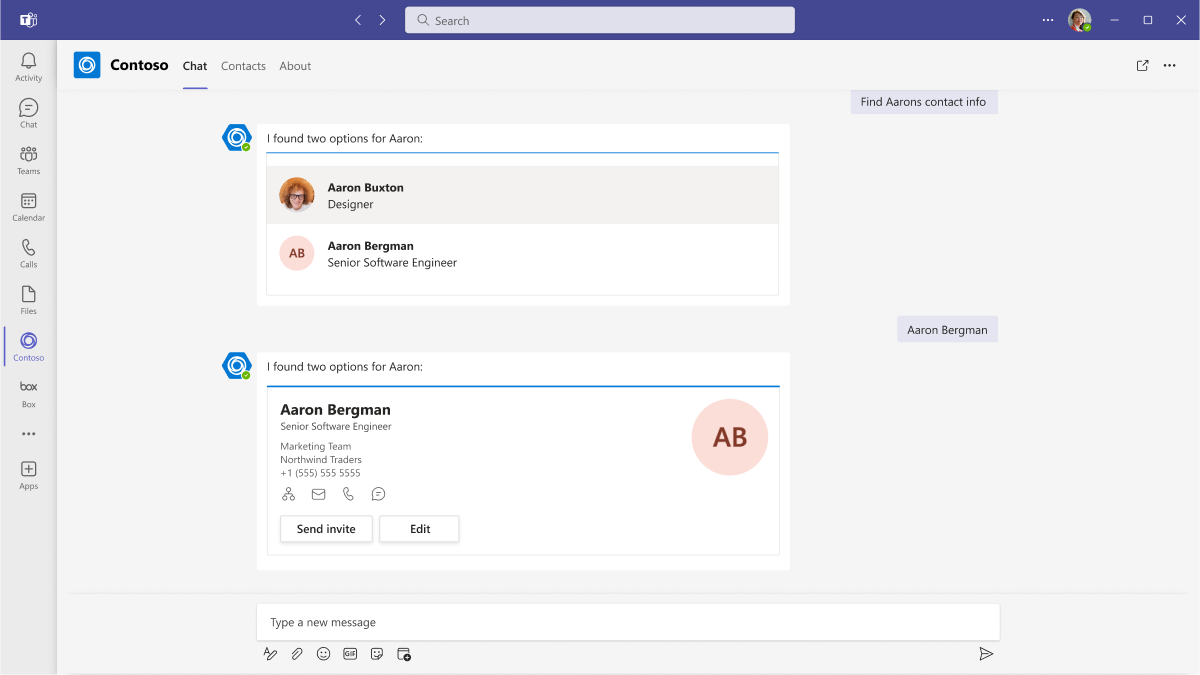 Search
Activity
Chat
Teams
Calendar
Calls
Files
Contoso
box
Box
Apps
Contoso
Chat
Contacts
About
Find Aarons contact info
I found two options for Aaron:
Aaron Buxton
Designer
AB
Aaron Bergman
Senior Software Engineer
Aaron Bergman
I found two options for Aaron:
Aaron Bergman
Senior Software Engineer
Marketing Team
Northwind Traders
+1 (555) 555 5555
AB
Send invite
Edit
Type a new message
GIF